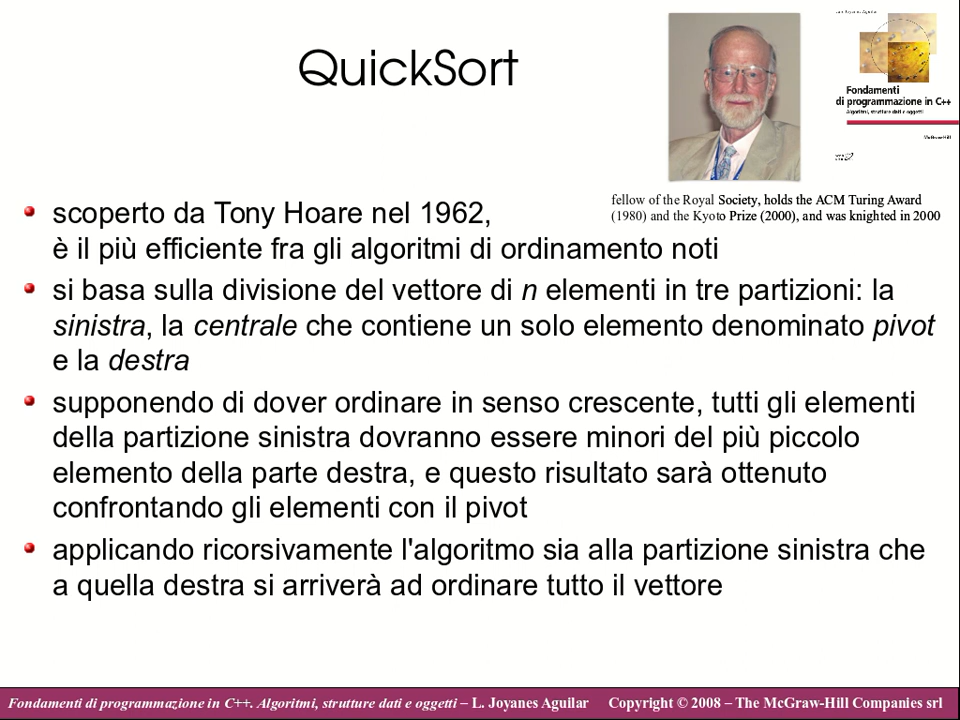 QuickSort
Fondamenti
di programmazione in C++
Algoritmi, strutture dati e oggetti
fellow of the Royal Society, holds the ACM Turing Award
(1980) and the Kyoto Prize (2000), and was knighted in 2000
scoperto da Tony Hoare nel 1962,
è il più efficiente fra gli algoritmi di ordinamento noti
si basa sulla divisione del vettore di n elementi in tre partizioni: la
sinistra, la centrale che contiene un solo elemento denominato pivot
e la destra
supponendo di dover ordinare in senso crescente, tutti gli elementi
della partizione sinistra dovranno essere minori del più piccolo
elemento della parte destra, e questo risultato sarà ottenuto
confrontando gli elementi con il pivot
applicando ricorsivamente l'algoritmo sia alla partizione sinistra che
a quella destra si arriverà ad ordinare tutto il vettore
Fondamenti di programmazione in C++. Algoritmi, strutture dati e oggetti – L. Joyanes Aguilar Copyright © 2008 – The McGraw-Hill Companies srl